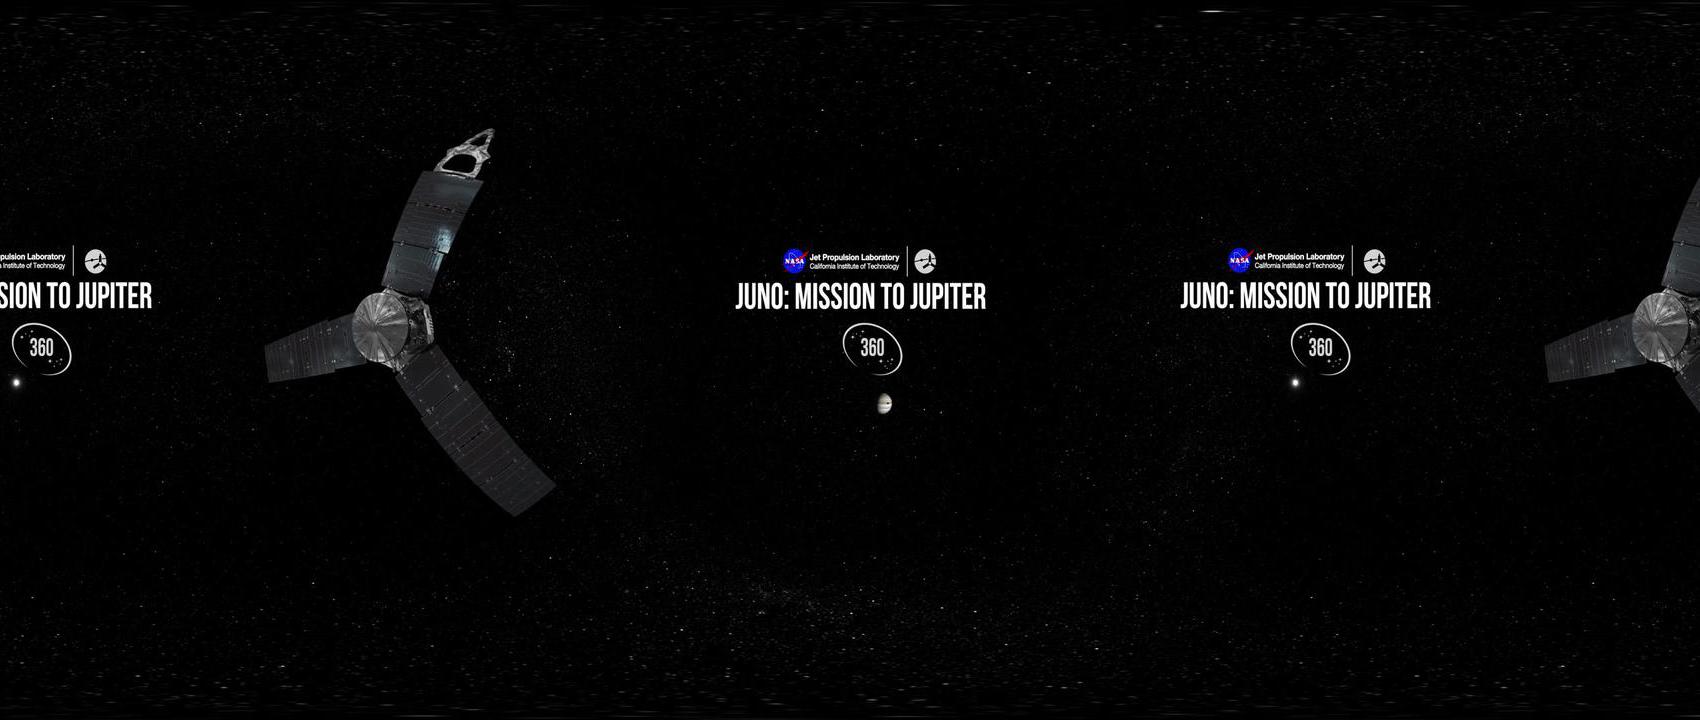 pulsion Laboratory
a Institute of Technology
SION TO JUPITER
360
NASA
Jet Propulsion Laboratory
California Institute of Technology
JUNO: MISSION TO JUPITER
360
NASA
Jet Propulsion Laboratory
California Institute of Technology
JUNO: MISSION TO JUPITER
360